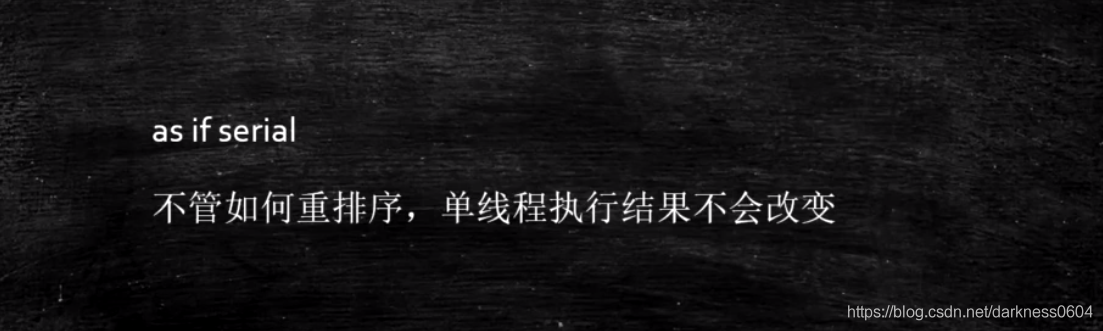 as if serial
不管如何重排序，单线程执行结果不会改变
https://blog.csdn.net/darkness0604